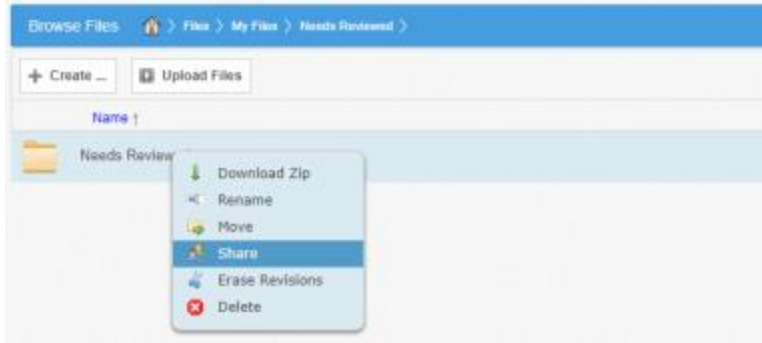 Browse Files > Files > My Files > Needs Reviewed >
+ Create ... Upload Files
Name ↑
Needs Review
Download Zip
Rename
Move
Share
Erase Revisions
Delete